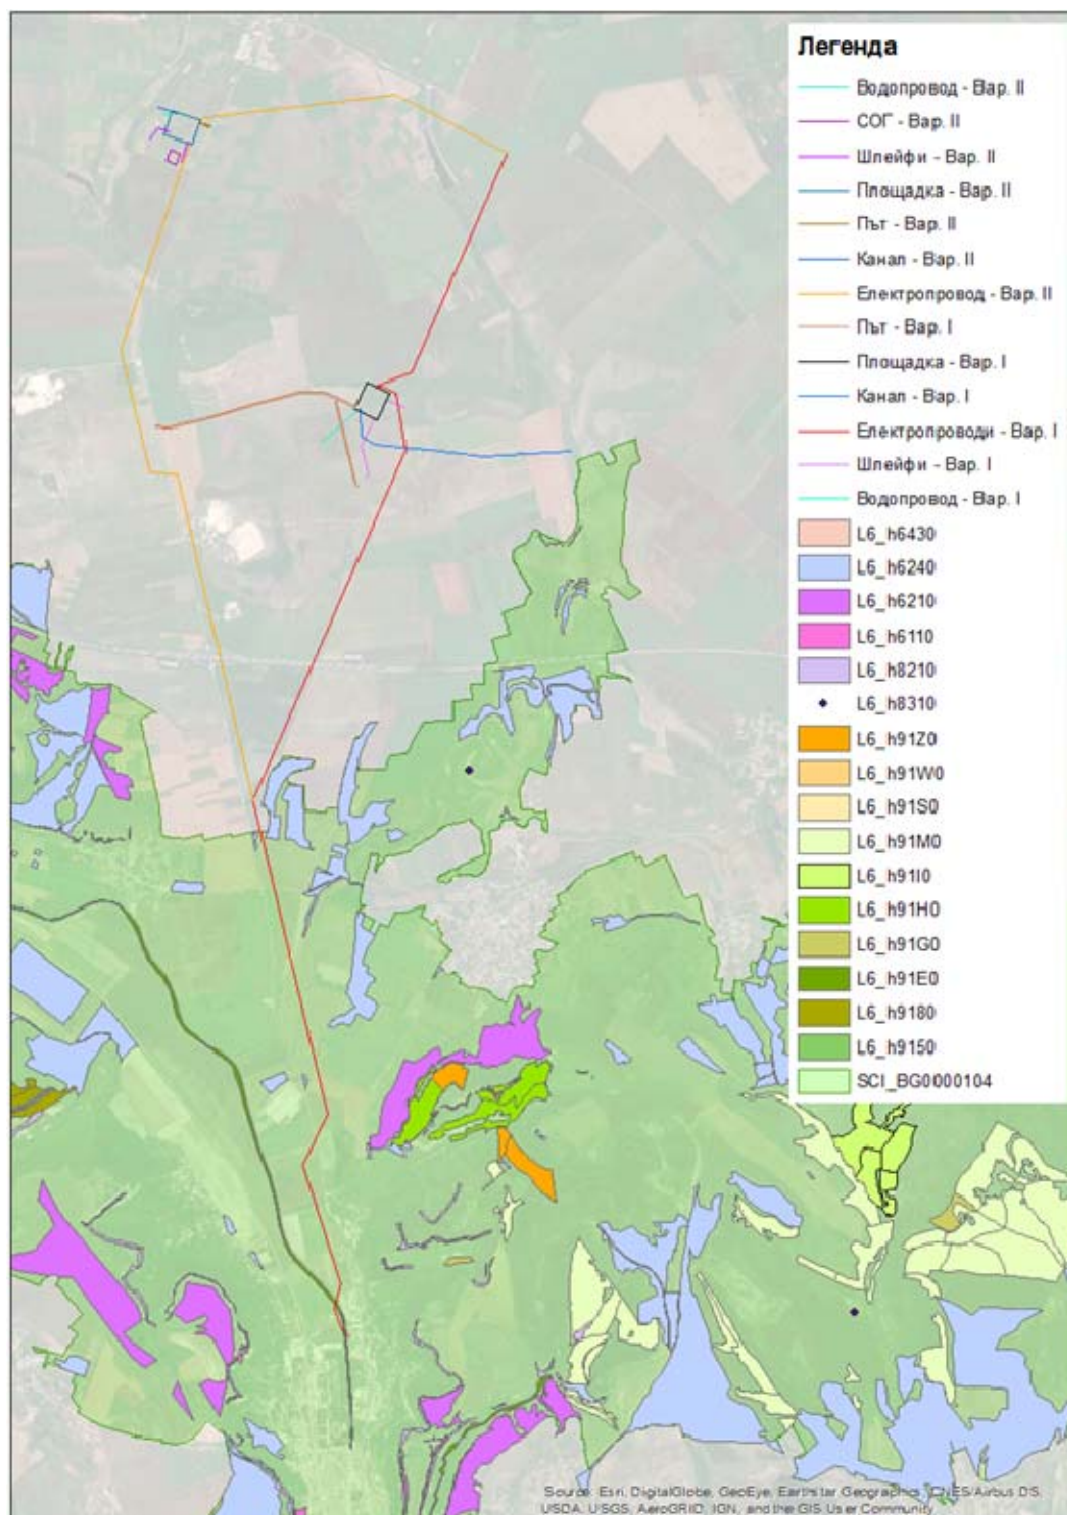 Легенда
Водопровод - Вар. II
СОГ - Вар. II
Шлейфи - Вар. II
Площадка - Вар. II
Път - Вар. II
Канал - Вар. II
Електропровод - Вар. II
Път - Вар. I
Площадка - Вар. I
Канал - Вар. I
Електропроводи - Вар. I
Шлейфи - Вар. I
Водопровод - Вар. I
L6_h6430
L6_h6240
L6_h6210
L6_h6110
L6_h8210
L6_h8310
L6_h91Z0
L6_h91W0
L6_h91S0
L6_h91M0
L6_h91I0
L6_h91H0
L6_h91G0
L6_h91E0
L6_h9180
L6_h9150
SCI_BG0000104
Source: Esri, DigitalGlobe, GeoEye, Earthstar Geographics, CNES/Airbus DS,
USDA, USGS, AeroGRID, IGN, and the GIS User Community